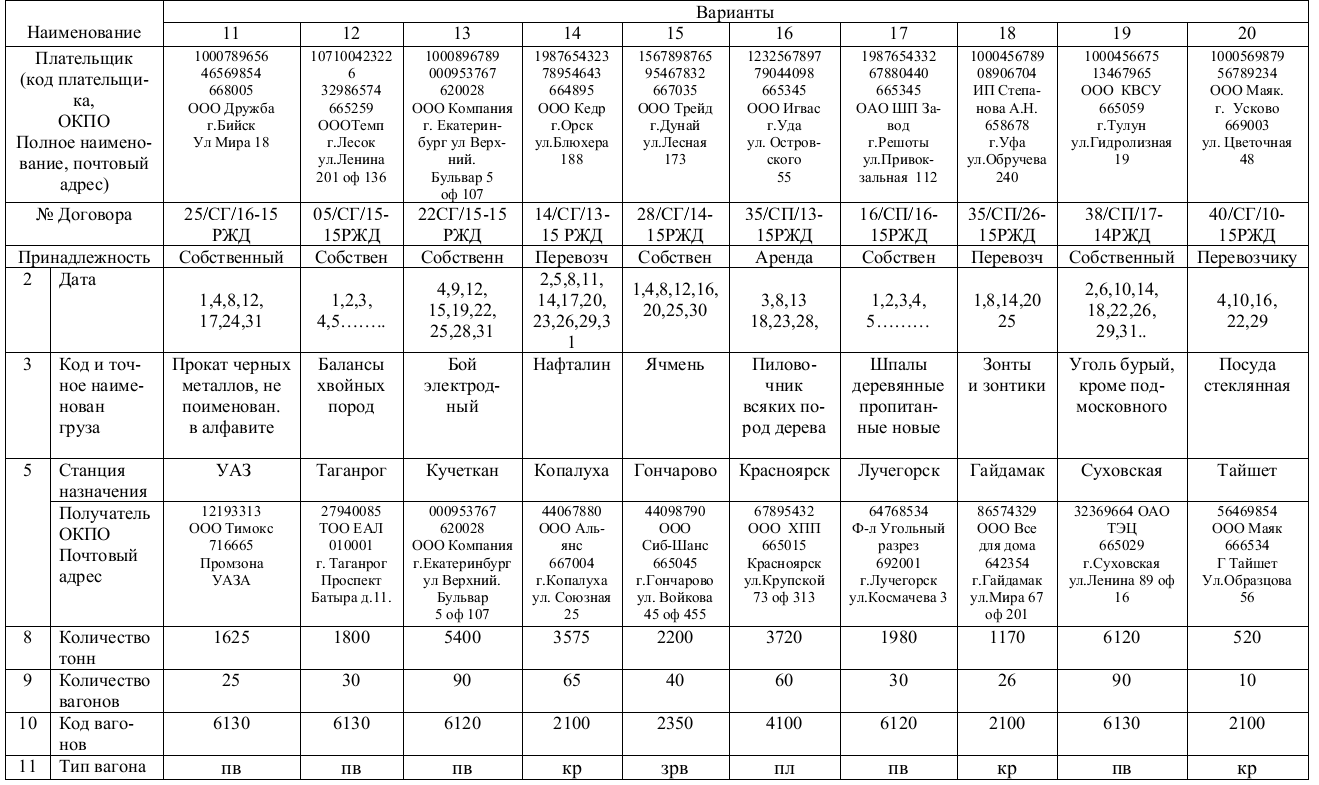 Наименование
Варианты
11 12 13 14 15 16 17 18 19 20
Плательщик
(код плательщи-
ка,
ОКПО
Полное наимено-
вание, почтовый
адрес)
1000789656
46569854
668005
ООО Дружба
г.Бийск
Ул Мира 18
10710042322
6
32986574
665259
ОООТемп
г.Лесок
ул.Ленина
201 оф 136
1000896789
000953767
620028
ООО Компания
г. Екатерин-
бург ул Верх-
ний.
Бульвар 5
оф 107
1987654323
78954643
664895
ООО Кедр
г.Орск
ул.Блюхера
188
1567898765
95467832
667035
ООО Трейд
г.Дунай
ул.Лесная
173
1232567897
79044098
665345
ООО Игвас
г.Уда
ул. Остров-
ского
55
1987654332
67880440
665345
ОАО ШП За-
вод
г.Решоты
ул.Привок-
зальная 112
1000456789
08906704
ИП Степа-
нова А.Н.
658678
г.Уфа
ул.Обручева
240
1000456675
13467965
ООО КВСУ
665059
г.Тулун
ул.Гидролизная
19
1000569879
56789234
ООО Маяк.
г. Усково
669003
ул. Цветочная
48
№ Договора
25/СГ/16-15
РЖД
05/СГ/15-
15РЖД
22СГ/15-15
РЖД
14/СГ/13-
15 РЖД
28/СГ/14-
15РЖД
35/СП/13-
15РЖД
16/СП/16-
15РЖД
35/СП/26-
15РЖД
38/СП/17-
14РЖД
40/СГ/10-
15РЖД
Принадлежность Собственный Собствен Собственн Перевозч Собствен Аренда Собствен Перевозч Собственный Перевозчику
2 Дата
1,4,8,12,
17,24,31
1,2,3,
4,5……..
4,9,12,
15,19,22,
25,28,31
2,5,8,11,
14,17,20,
23,26,29,3
1
1,4,8,12,16,
20,25,30
3,8,13
18,23,28,
1,2,3,4,
5………
1,8,14,20
25
2,6,10,14,
18,22,26,
29,31..
4,10,16,
22,29
3 Код и точ-
ное наиме-
нован
груза
Прокат черных
металлов, не
поименован.
в алфавите
Балансы
хвойных
пород
Бой
электрод-
ный
Нафталин
Ячмень
Пилово-
чник
всяких по-
род дерева
Шпалы
деревянные
пропитан-
ные новые
Зонты
и зонтики
Уголь бурый,
кроме под-
московного
Посуда
стеклянная
5 Станция
назначения
УАЗ Таганрог Кучеткан Копалуха Гончарово Красноярск Лучегорск Гайдамак Суховская Тайшет
Получатель
ОКПО
Почтовый
адрес
12193313
ООО Тимокс
716665
Промзона
УАЗА
27940085
ТОО ЕАЛ
010001
г. Таганрог
Проспект
Батыра д.11.
000953767
620028
ООО Компания
г.Екатеринбург
ул Верхний.
Бульвар
5 оф 107
44067880
ООО Аль-
янс
667004
г.Копалуха
ул. Союзная
25
44098790
ООО
Сиб-Шанс
665045
г.Гончарово
ул. Войкова
45 оф 455
67895432
ООО ХПП
665015
Красноярск
ул.Крупской
73 оф 313
64768534
Ф-л Угольный
разрез
692001
г.Лучегорск
ул.Космачева 3
86574329
ООО Все
для дома
642354
г.Гайдамак
ул.Мира 67
оф 201
32369664 ОАО
ТЭЦ
665029
г.Суховская
ул.Ленина 89 оф
16
56469854
ООО Маяк
666534
Г Тайшет
Ул.Образцова
56
8 Количество
тонн
1625 1800 5400 3575 2200 3720 1980 1170 6120 520
9 Количество
вагонов
25 30 90 65 40 60 30 26 90 10
10 Код ваго-
нов
6130 6130 6120 2100 2350 4100 6120 2100 6130 2100
11 Тип вагона пв пв пв кр зрв пл пв кр пв кр